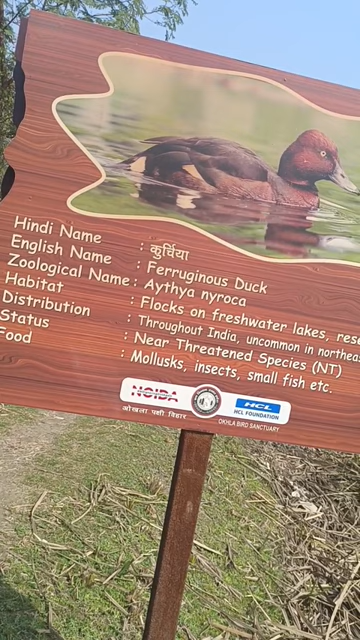 Hindi Name : कुर्चिया
English Name : Ferruginous Duck
Zoological Name : Aythya nyroca
Habitat : Flocks on freshwater lakes, rese
Distribution : Throughout India, uncommon in northeas
Status : Near Threatened Species (NT)
Food : Mollusks, insects, small fish etc.
NOIDA
ओखला पक्षी विहार
HCL
HCL FOUNDATION
OKHLA BIRD SANCTUARY